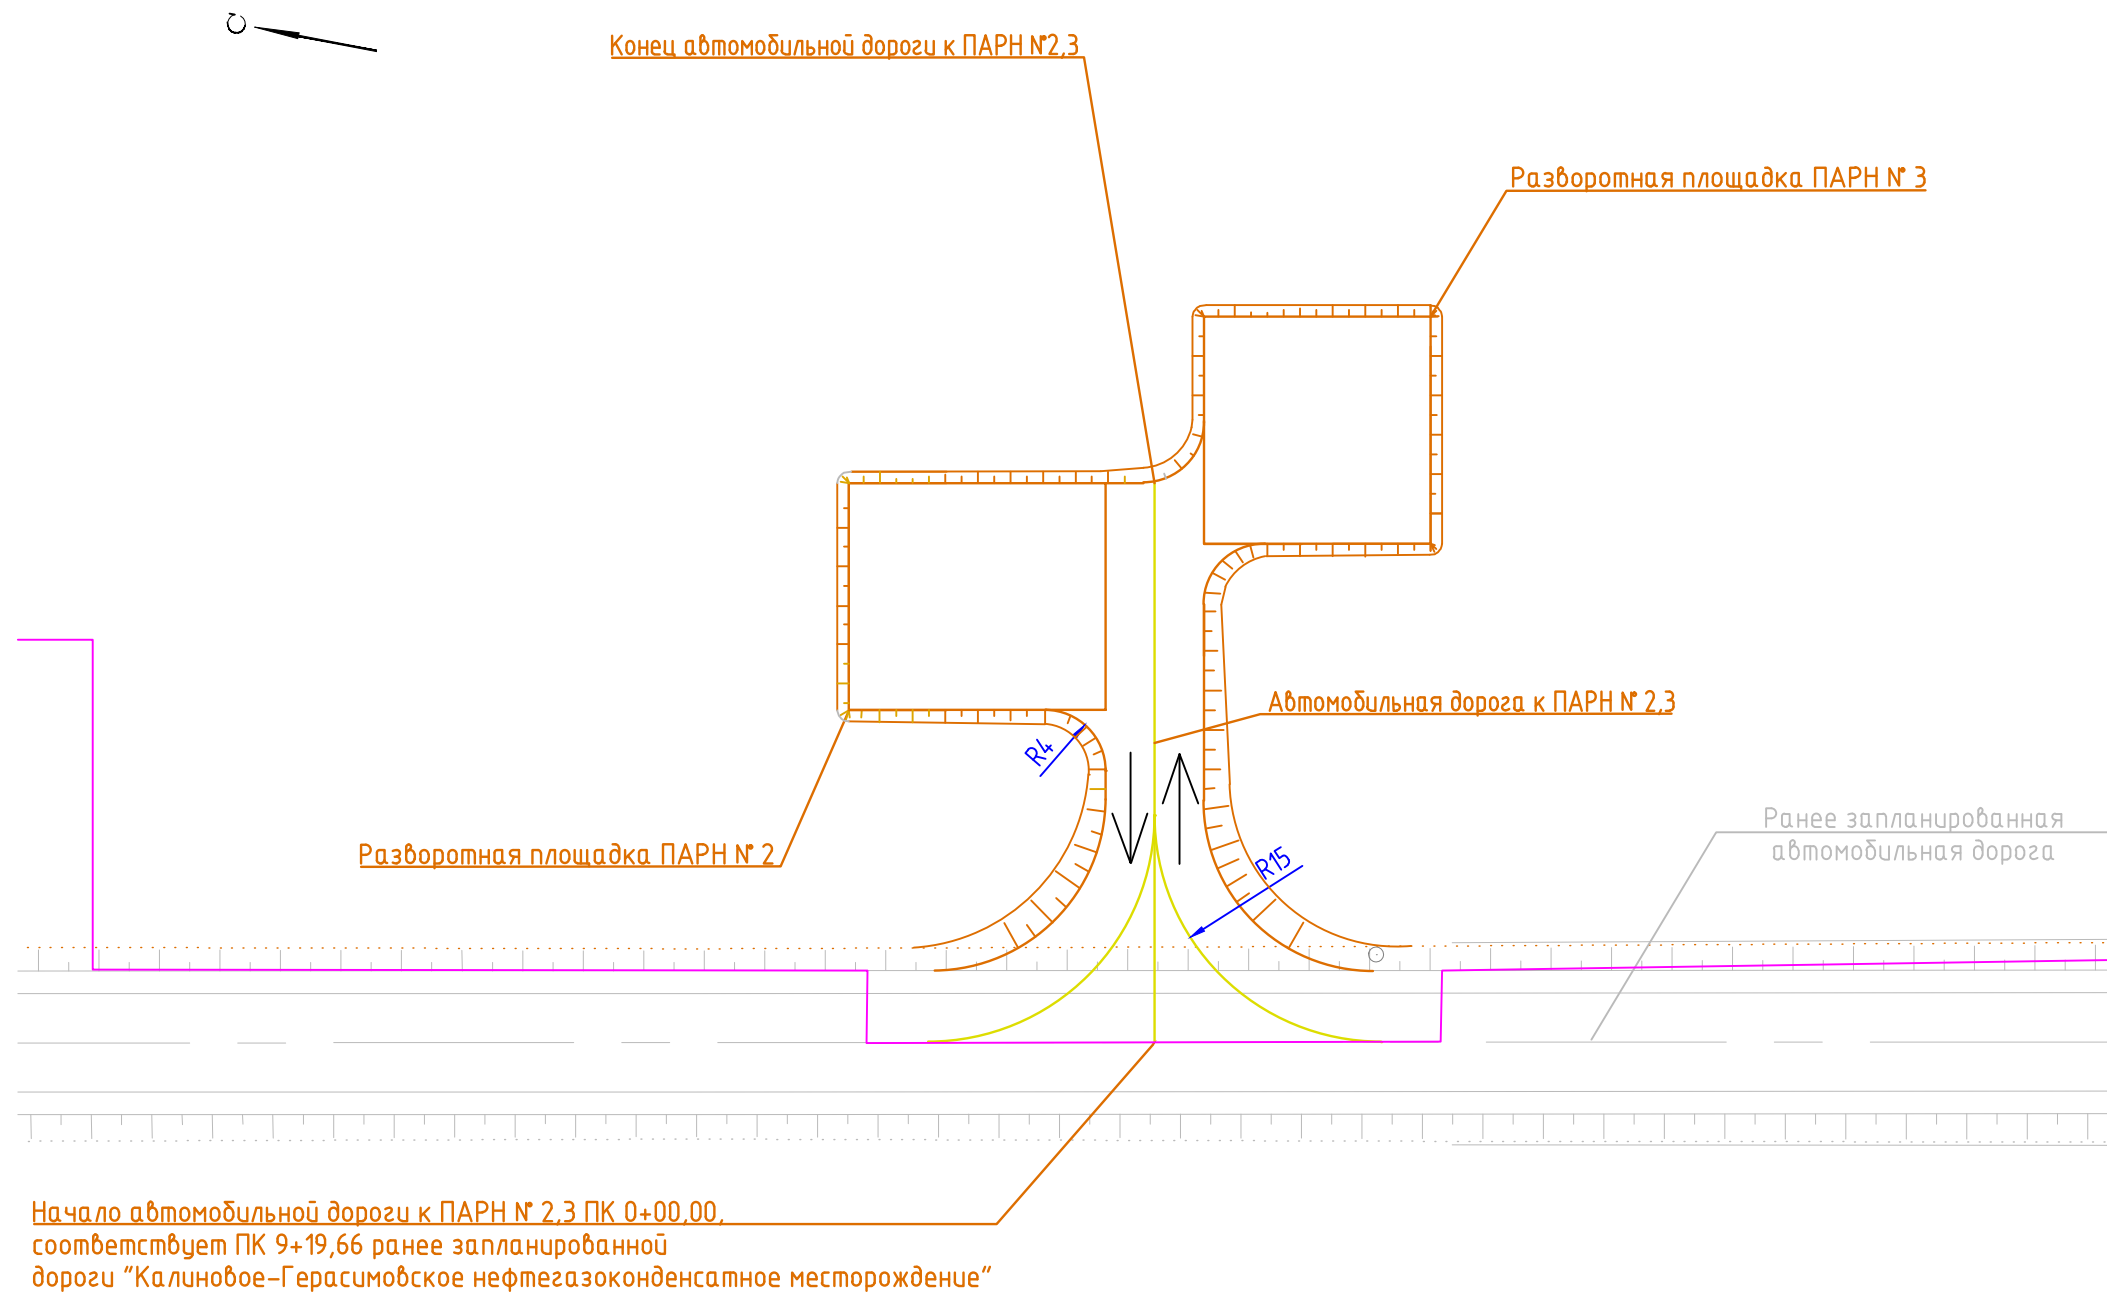 С
Конец автомобильной дороги к ПАРН №2,3
Разворотная площадка ПАРН № 3
Автомобильная дорога к ПАРН № 2,3
R4
Ранее запланированная
автомобильная дорога
Разворотная площадка ПАРН № 2
R15
Начало автомобильной дороги к ПАРН № 2,3 ПК 0+00,00,
соответствует ПК 9+19,66 ранее запланированной
дороги "Калиновое-Герасимовское нефтегазоконденсатное месторождение"